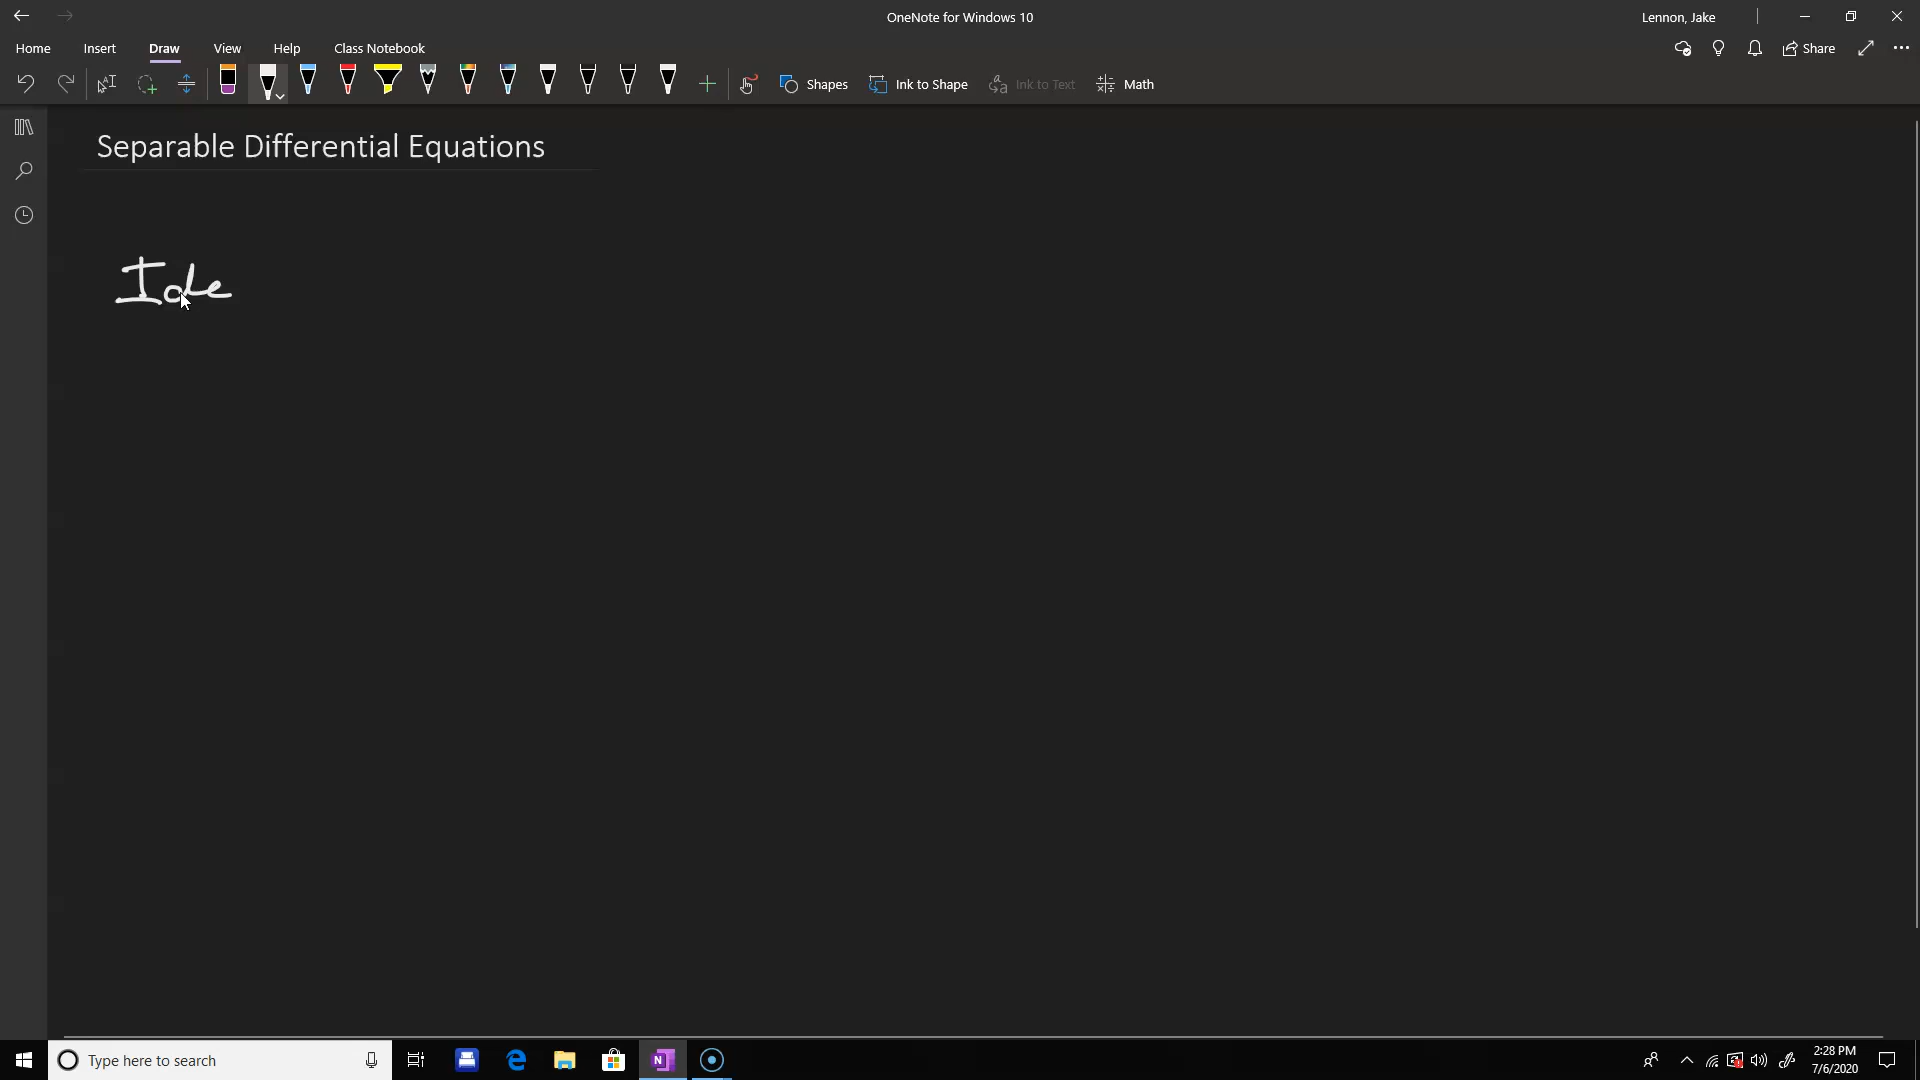 OneNote for Windows 10
Lennon, Jake
Home Insert Draw View Help Class Notebook
Share
Shapes Ink to Shape Ink to Text Math
Separable Differential Equations
Ide
Type here to search
2:28 PM
7/6/2020